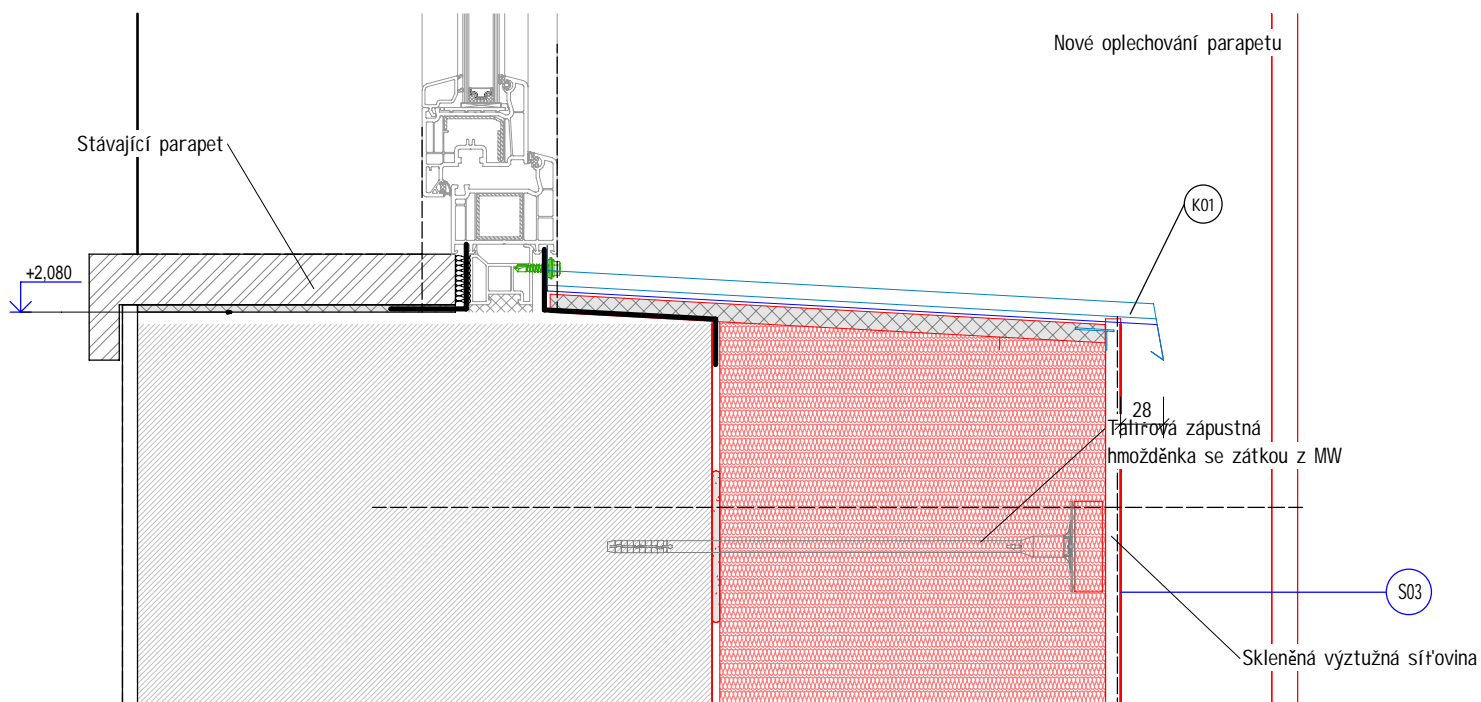 Nové oplechování parapetu
Stávající parapet
K01
+2,080
28
Talířová zápustná
hmožděnka se zátkou z MW
S03
Skleněná výztužná síťovina